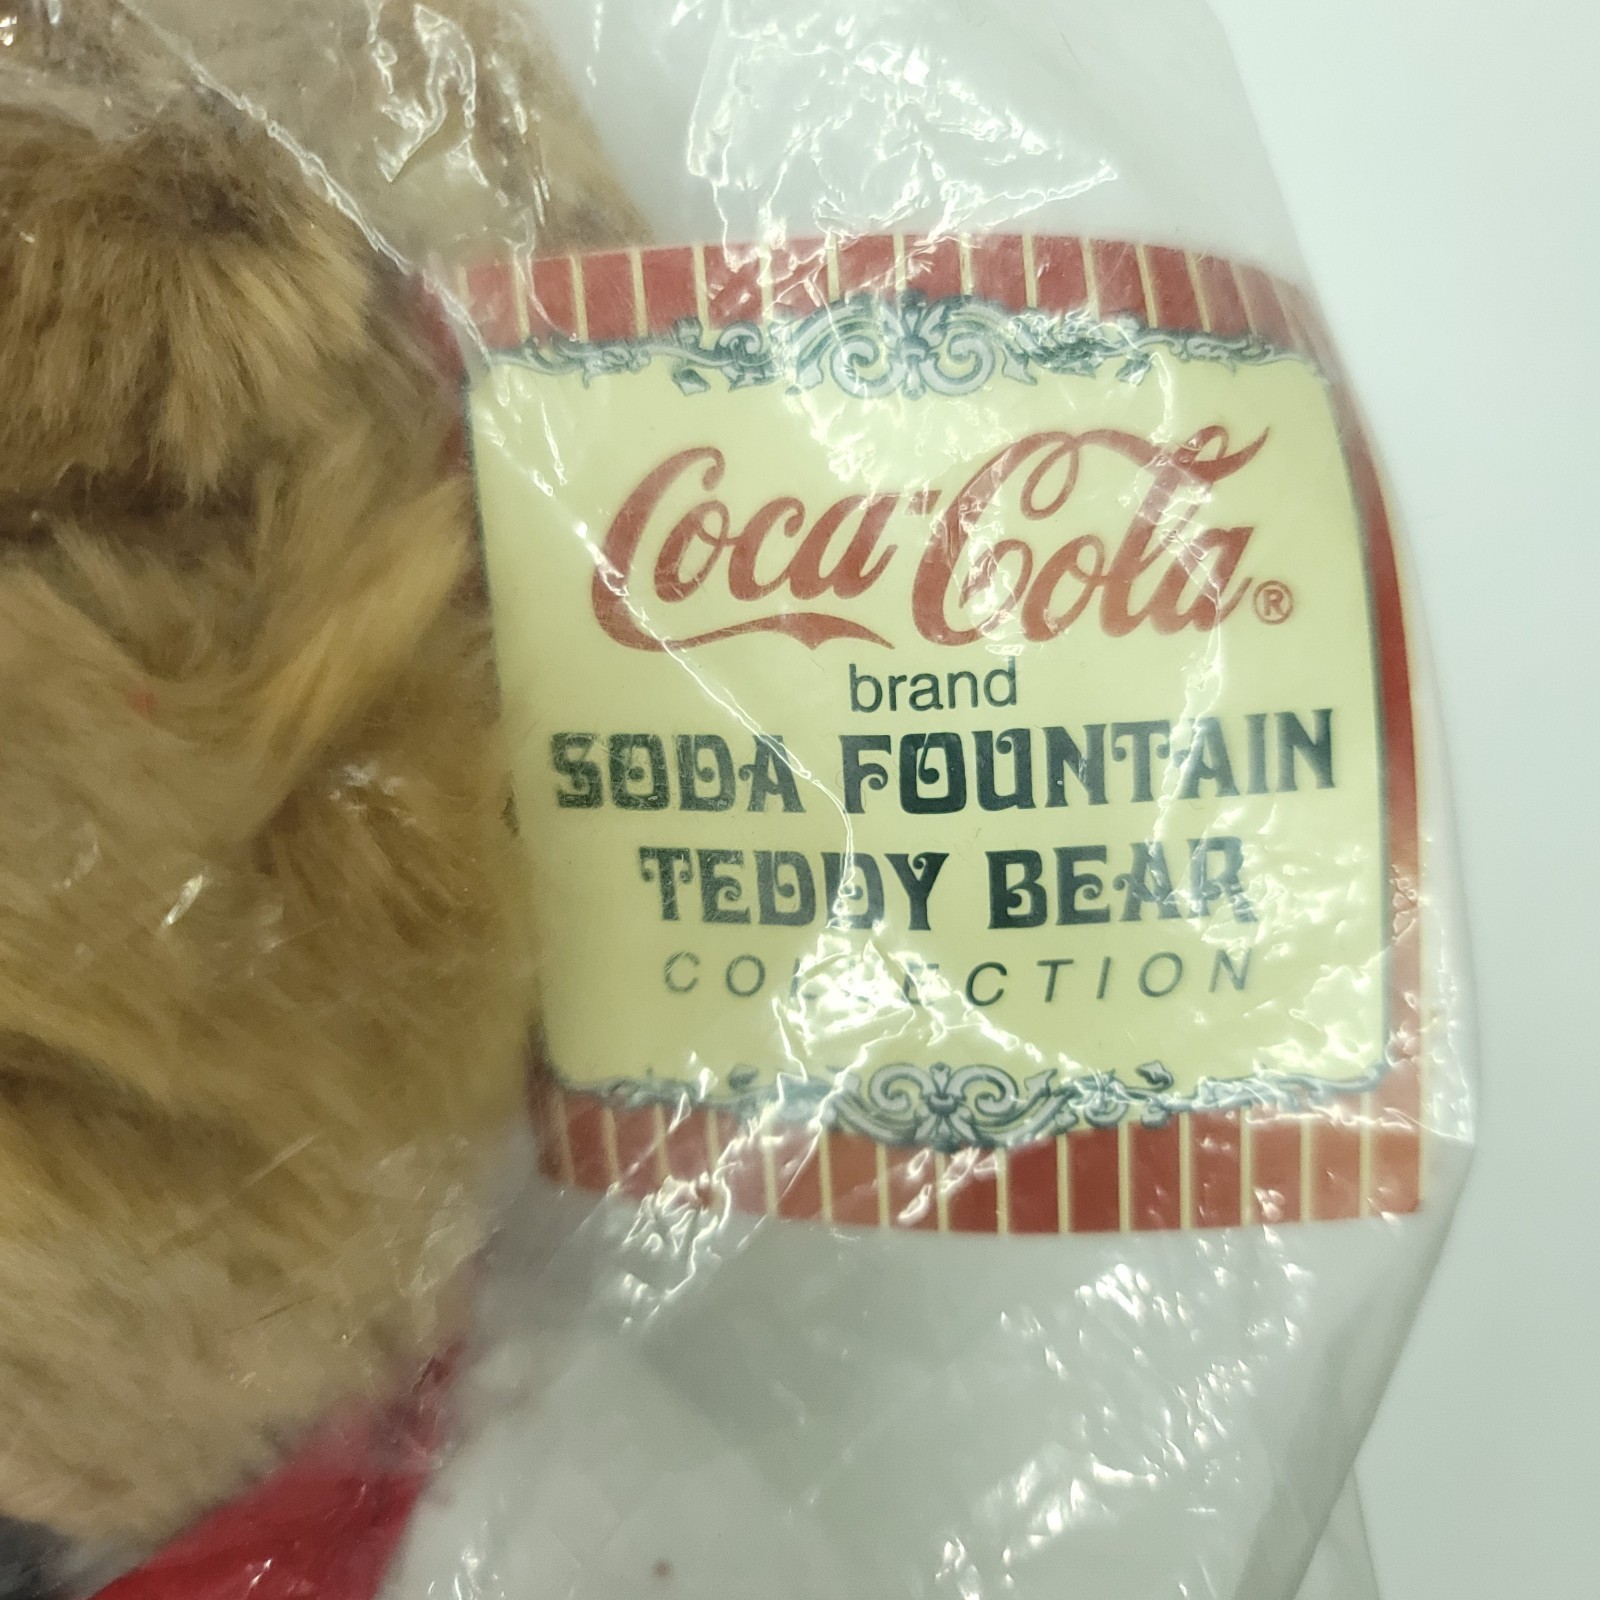 Coca-Cola®
brand
SODA FOUNTAIN
TEDDY BEAR
COLLECTION